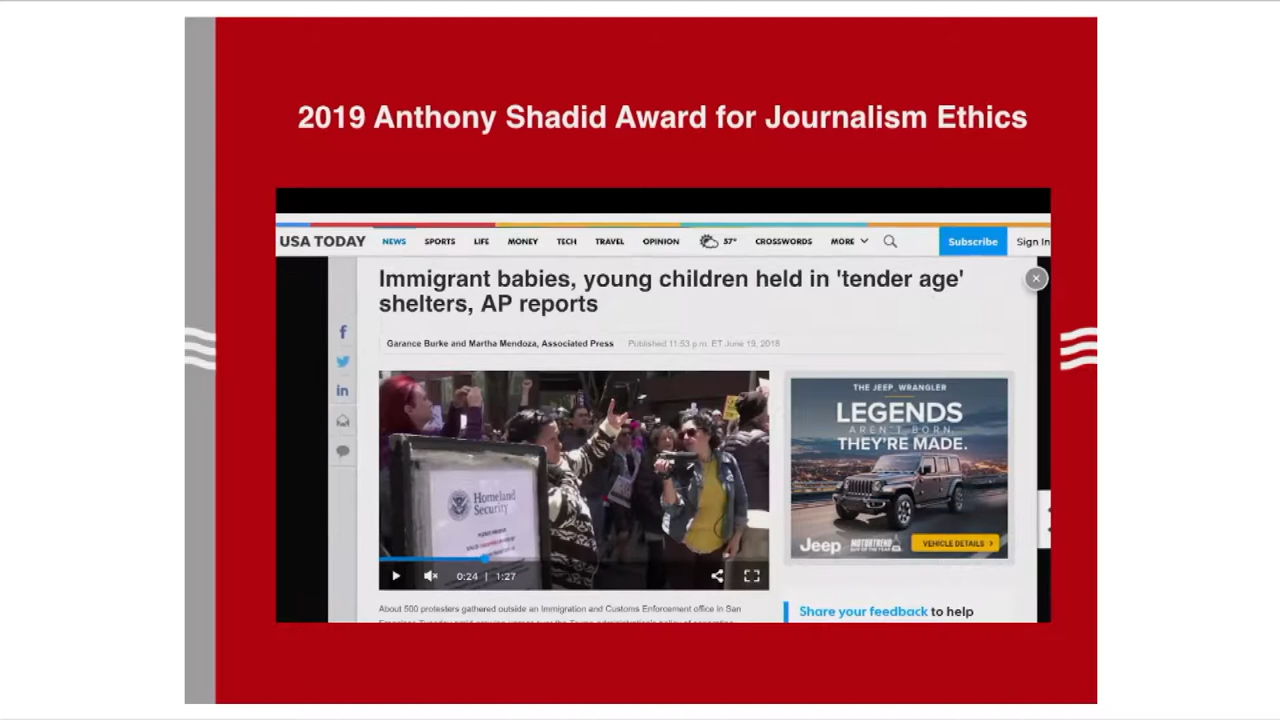 2019 Anthony Shadid Award for Journalism Ethics
USA TODAY NEWS SPORTS LIFE MONEY TECH TRAVEL OPINION 57° CROSSWORDS MORE Subscribe Sign In
Immigrant babies, young children held in 'tender age'
shelters, AP reports
Garance Burke and Martha Mendoza, Associated Press Published 11:53 p.m. ET June 19, 2018
THE JEEP WRANGLER
LEGENDS
AREN'T BORN.
THEY'RE MADE.
Homeland
Security
Jeep MOTORTREND
VEHICLE DETAILS >
0:24 | 1:27
About 500 protesters gathered outside an Immigration and Customs Enforcement office in San
Share your feedback to help